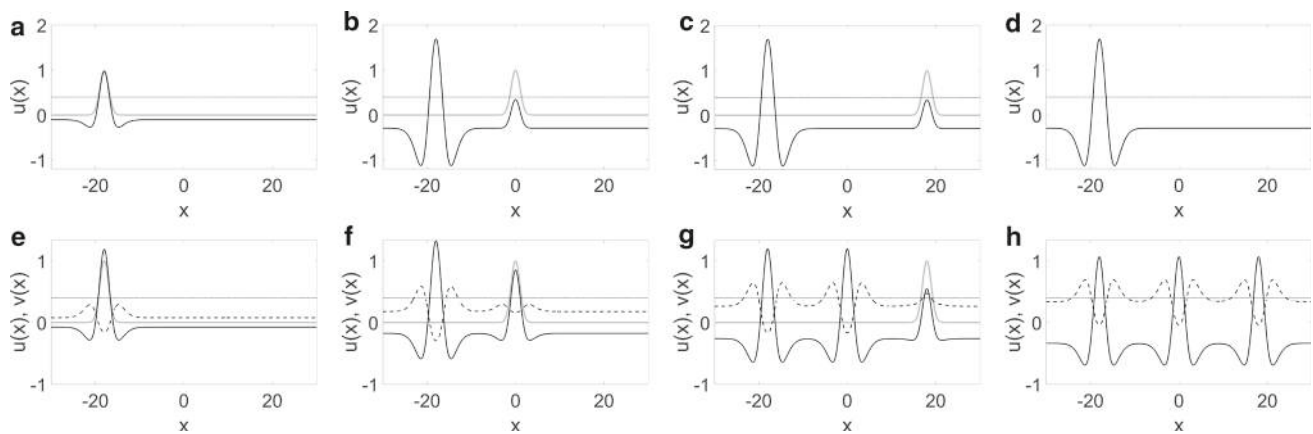 a b c d
2 2 2 2
1 1 1 1
u(x) u(x) u(x) u(x)
0 0 0 0
-1 -1 -1 -1
-20 0 20 -20 0 20 -20 0 20 -20 0 20
x x x x
e f g h
1 1 1 1
u(x), v(x) u(x), v(x) u(x), v(x) u(x), v(x)
0 0 0 0
-1 -1 -1 -1
-20 0 20 -20 0 20 -20 0 20 -20 0 20
x x x x